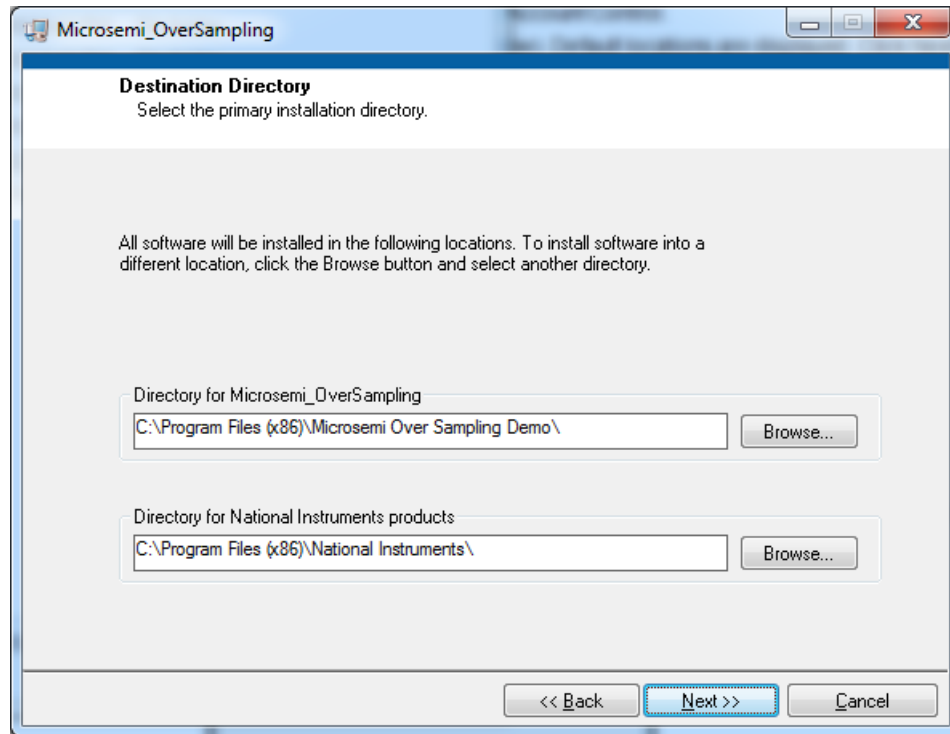 Microsemi_OverSampling
Destination Directory
Select the primary installation directory.
All software will be installed in the following locations. To install software into a
different location, click the Browse button and select another directory.
Directory for Microsemi_OverSampling
C:\Program Files (x86)\Microsemi Over Sampling Demo\
Browse...
Directory for National Instruments products
C:\Program Files (x86)\National Instruments\
Browse...
<< Back
Next >>
Cancel